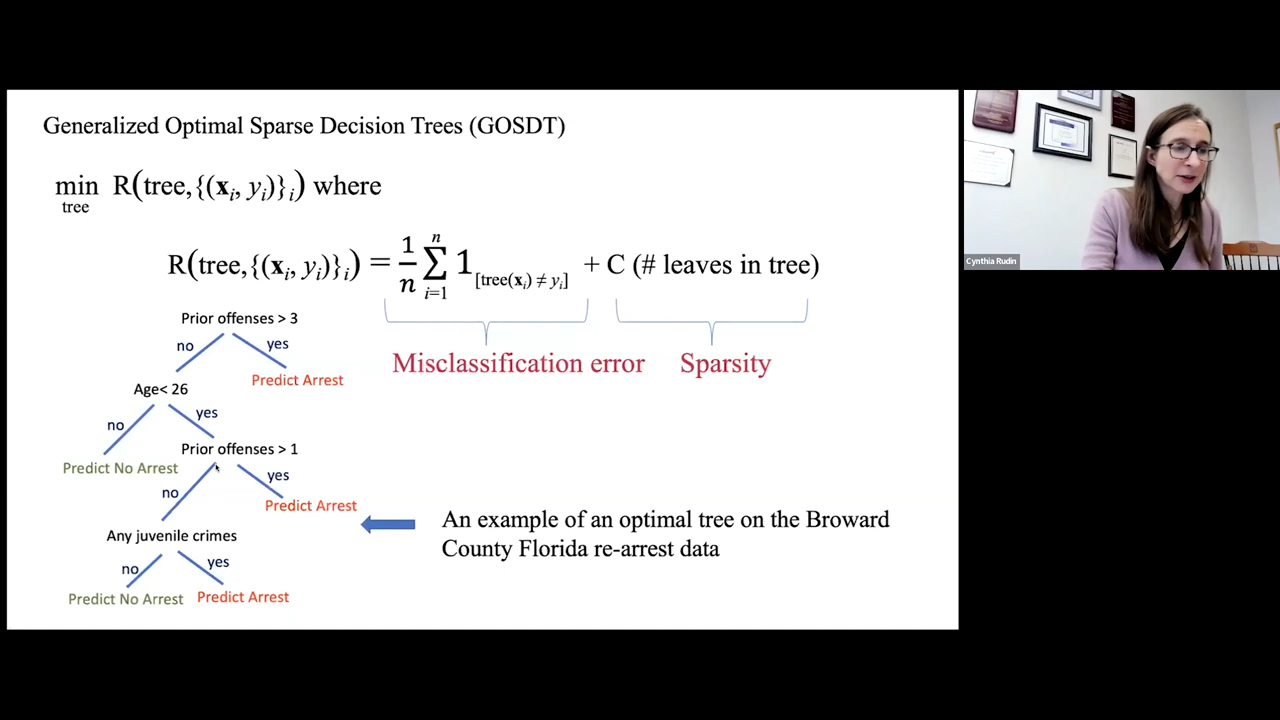 Generalized Optimal Sparse Decision Trees (GOSDT)
min R(tree,{(xᵢ, yᵢ)}ᵢ) where
tree
R(tree,{(xᵢ, yᵢ)}ᵢ) = 1/n ∑ᵢ₌₁ⁿ 1[tree(xᵢ) ≠ yᵢ] + C (# leaves in tree)
Misclassification error
Sparsity
Prior offenses > 3
no
yes
Predict Arrest
Age< 26
no
yes
Predict No Arrest
Prior offenses > 1
no
yes
Predict Arrest
Any juvenile crimes
no
yes
Predict No Arrest
Predict Arrest
An example of an optimal tree on the Broward
County Florida re-arrest data
Cynthia Rudin